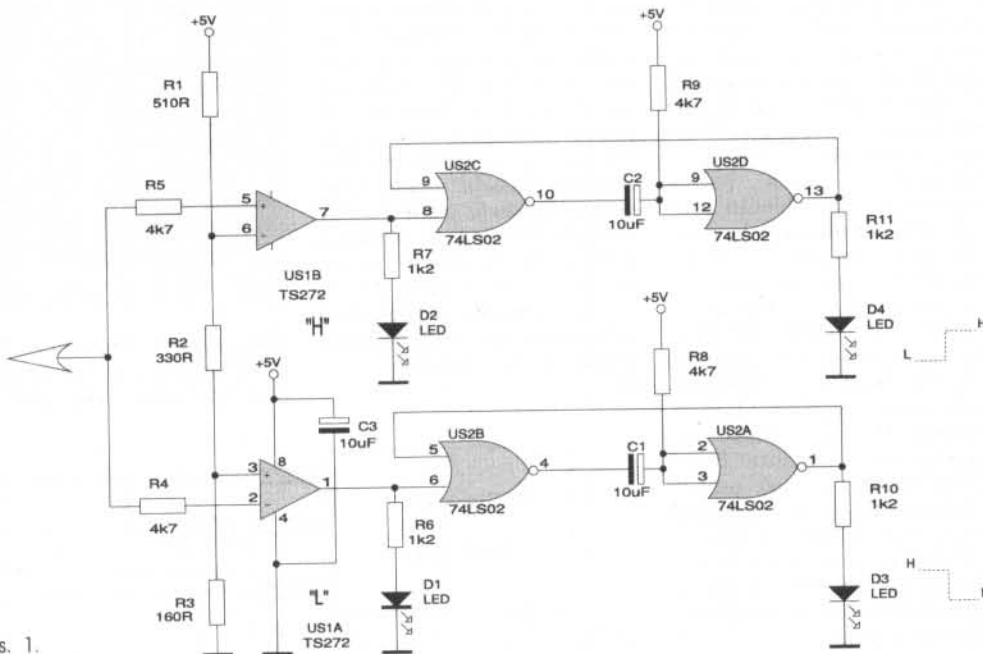 +5V
+5V
R1
510R
R9
4k7
US2C
US2D
R5
4k7
5
+
7
6
9
8
10
C2
10uF
9
12
13
74LS02
74LS02
R11
1k2
US1B
TS272
R7
1k2
"H"
D2
LED
D4
LED
H
L
R2
330R
+5V
+5V
R8
4k7
C3
10uF
US2B
US2A
3
+
8
1
2
-
4
5
6
4
C1
10uF
2
3
1
74LS02
74LS02
R4
4k7
R6
1k2
R10
1k2
"L"
D1
LED
H
D3
LED
R3
160R
US1A
TS272
s. 1.